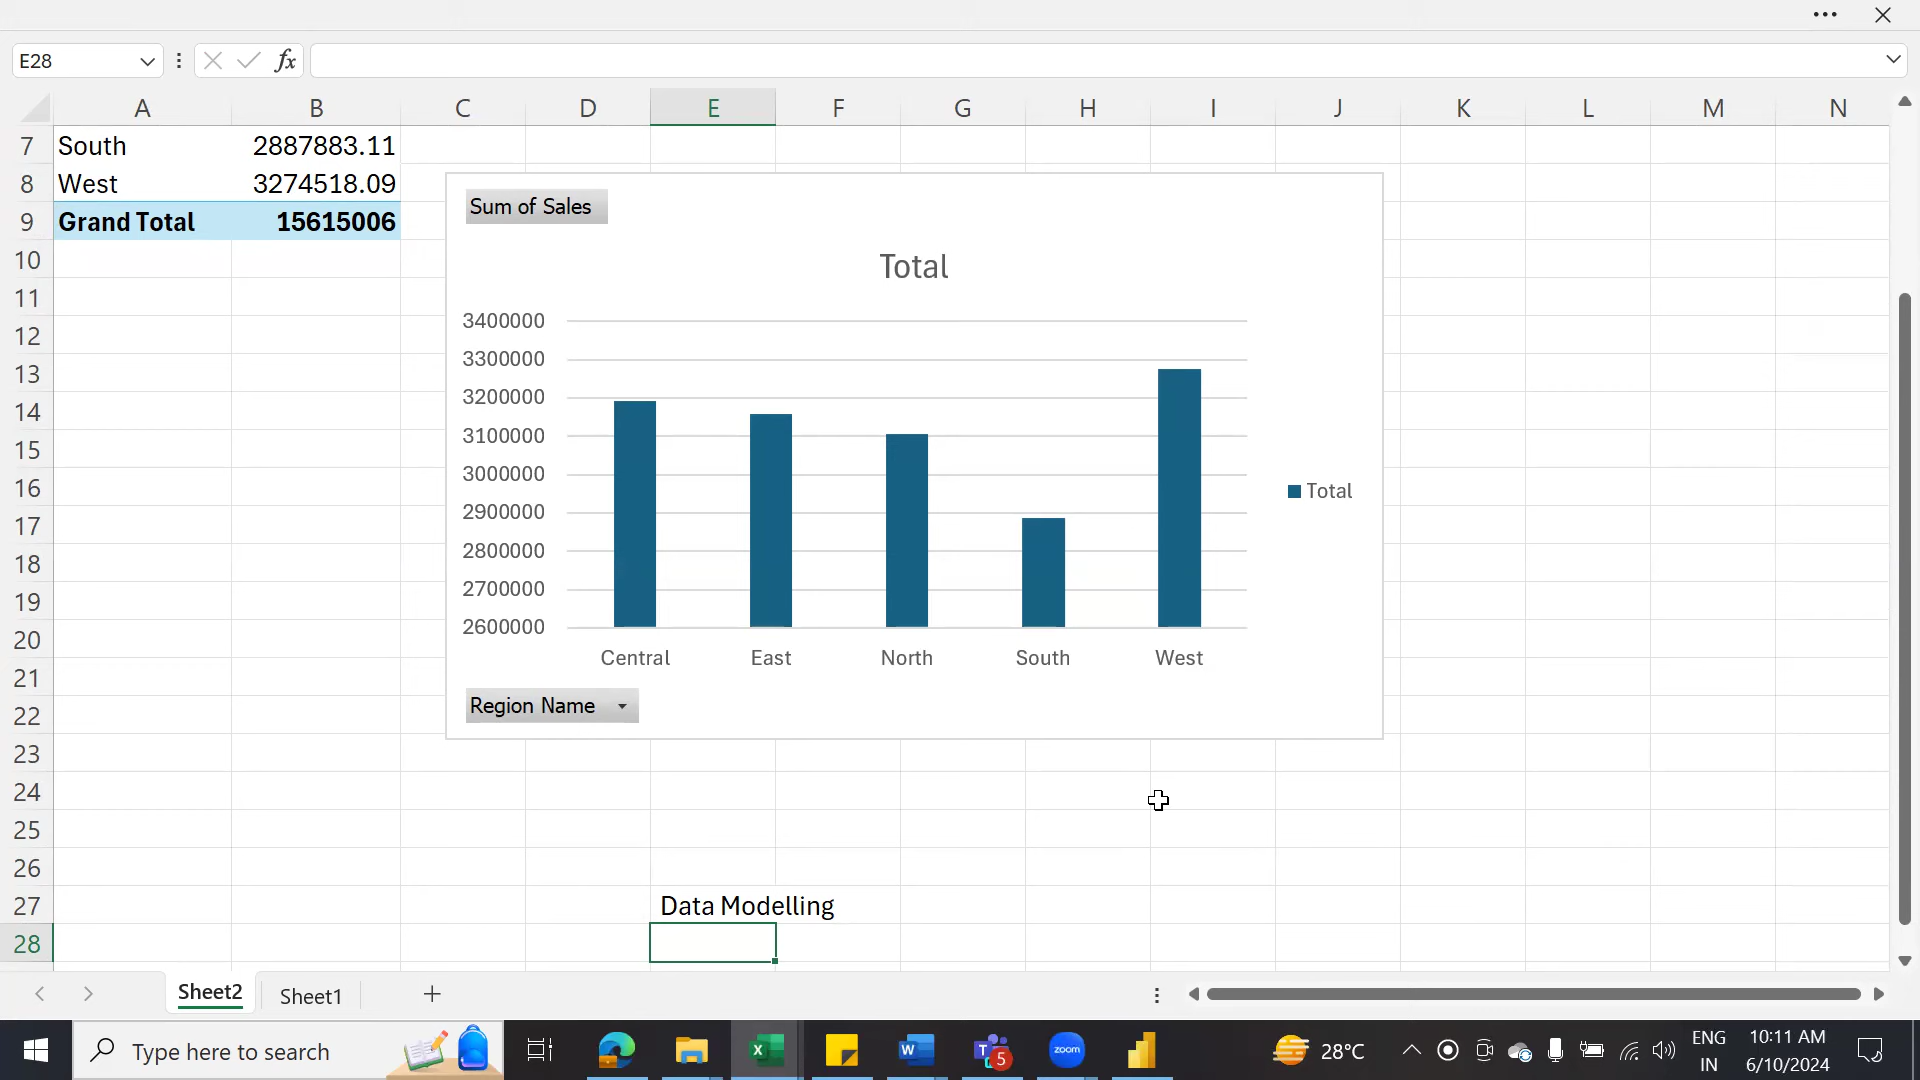 E28
fx
A B C D E F G H I J K L M N
7 South 2887883.11
8 West 3274518.09
9 Grand Total 15615006
10
11
12
13
14
15
16
17
18
19
20
21
22
23
24
25
26
27 Data Modelling
28
Sum of Sales
Total
3400000
3300000
3200000
3100000
3000000
2900000
2800000
2700000
2600000
Central East North South West
Total
Region Name
Sheet2 Sheet1
Type here to search
X
W
T
5
zoom
28°C
ENG
IN
10:11 AM
6/10/2024